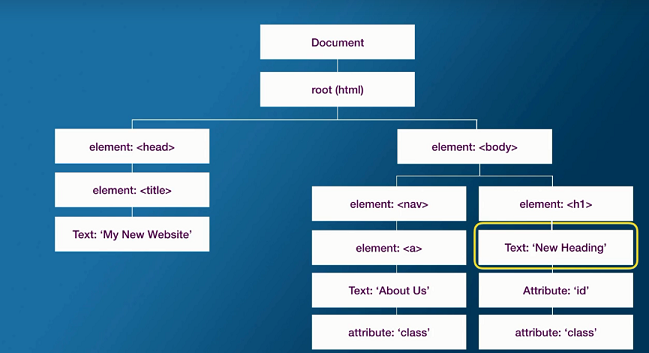 Document
root (html)
element: <head>
element: <body>
element: <title>
element: <nav>
element: <h1>
Text: ‘My New Website’
element: <a>
Text: ‘New Heading’
Text: ‘About Us’
Attribute: ‘id’
attribute: ‘class’
attribute: ‘class’